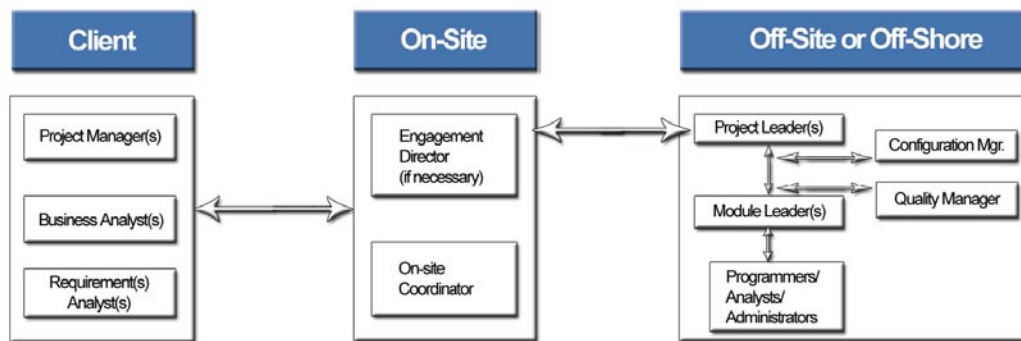 Client
On-Site
Off-Site or Off-Shore
Project Manager(s)
Business Analyst(s)
Requirement(s)
Analyst(s)
Engagement
Director
(if necessary)
On-site
Coordinator
Project Leader(s)
Configuration Mgr.
Quality Manager
Module Leader(s)
Programmers/
Analysts/
Administrators